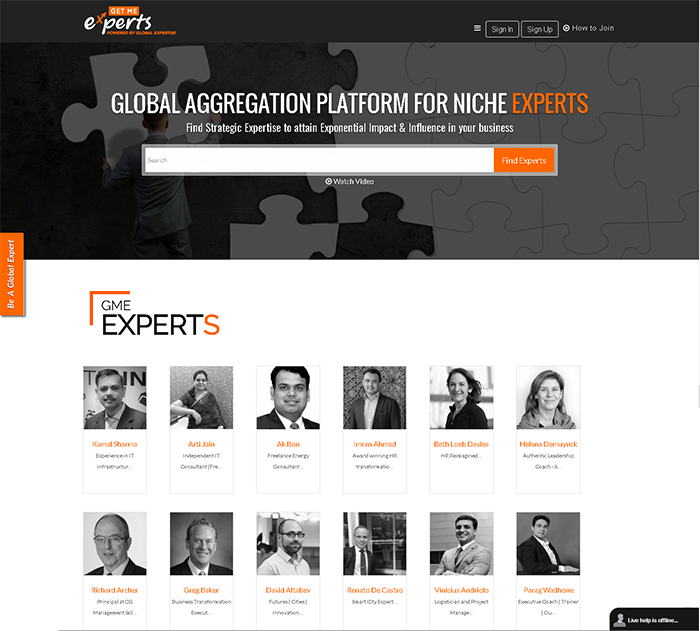 GET ME
experts
POWERED BY GLOBAL EXPERTISE
Sign In
Sign Up
How to Join
GLOBAL AGGREGATION PLATFORM FOR NICHE EXPERTS
Find Strategic Expertise to attain Exponential Impact & Influence in your business
Search
Find Experts
Watch Video
Be A Global Expert
GME
EXPERTS
Kamal Sharma
Experience in IT
Infrastructur...
Arti Jain
Independent IT
Consultant (Fre...
Ak Bon
Freelance Energy
Consultant ...
Imran Ahmad
Award winning HR
transformatio...
Beth Loeb Davies
HR Reimagined ...
Helena Demuynck
Authentic Leadership
Coach - S...
Richard Archer
Principal at DG
Management Sol ...
Greg Baker
Business Transformation
Execut...
David Altabev
Futures | Cities |
Innovation ...
Renato De Castro
Smart City Expert...
Vinicius Andriolo
Logistician and Project
Manage...
Parag Wadhone
Executive Coach | Trainer
| Ou...
Live help is offline...